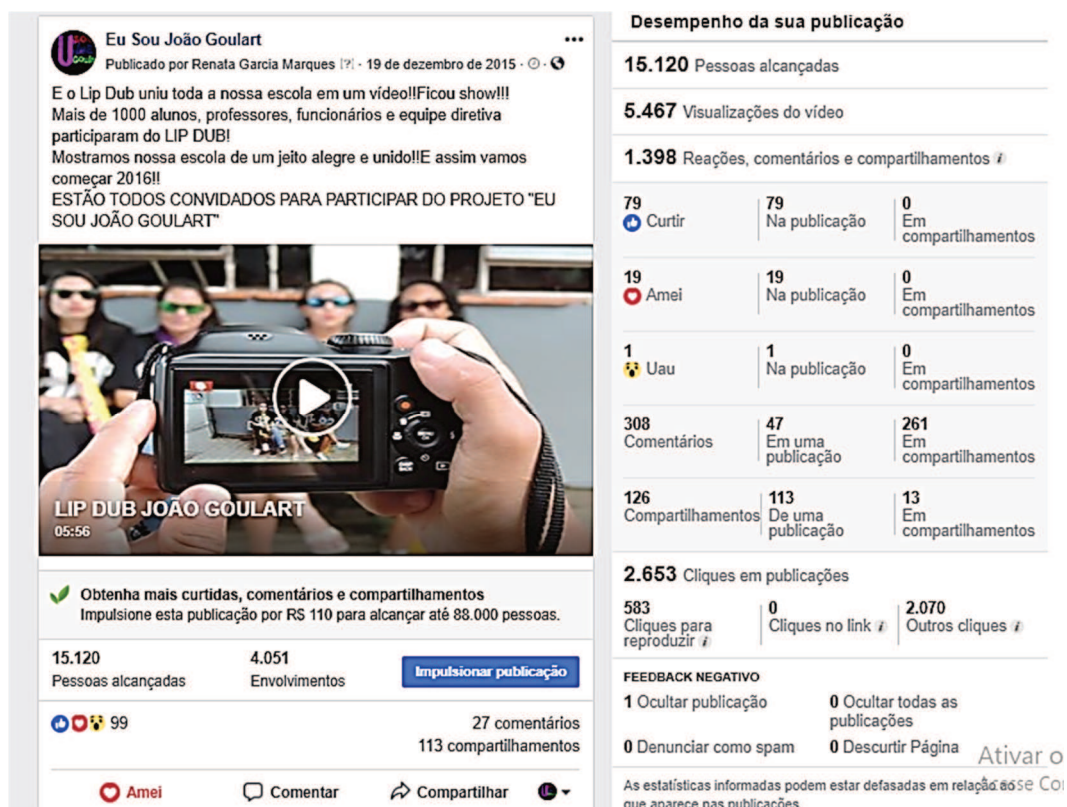 Eu Sou João Goulart
Publicado por Renata Garcia Marques [?] · 19 de dezembro de 2015 ·
E o Lip Dub uniu toda a nossa escola em um vídeo!!Ficou show!!!
Mais de 1000 alunos, professores, funcionários e equipe diretiva
participaram do LIP DUB!
Mostramos nossa escola de um jeito alegre e unido!!E assim vamos
começar 2016!!
ESTÃO TODOS CONVIDADOS PARA PARTICIPAR DO PROJETO "EU
SOU JOÃO GOULART"
LIP DUB JOÃO GOULART
05:56
Obtenha mais curtidas, comentários e compartilhamentos
Impulsione esta publicação por R$ 110 para alcançar até 88.000 pessoas.
15.120
Pessoas alcançadas
4.051
Envolvimentos
Impulsionar publicação
99
27 comentários
113 compartilhamentos
Amei
Comentar
Compartilhar
Desempenho da sua publicação
15.120 Pessoas alcançadas
5.467 Visualizações do vídeo
1.398 Reações, comentários e compartilhamentos
79
Curtir
79
Na publicação
0
Em
compartilhamentos
19
Amei
19
Na publicação
0
Em
compartilhamentos
1
Uau
1
Na publicação
0
Em
compartilhamentos
308
Comentários
47
Em uma
publicação
261
Em
compartilhamentos
126
Compartilhamentos
113
De uma
publicação
13
Em
compartilhamentos
2.653 Cliques em publicações
583
Cliques para
reproduzir
0
Cliques no link
2.070
Outros cliques
FEEDBACK NEGATIVO
1 Ocultar publicação
0 Ocultar todas as
publicações
0 Denunciar como spam
0 Descurtir Página
Ativar o
As estatísticas informadas podem estar defasadas em relação
que aparece nas publicações